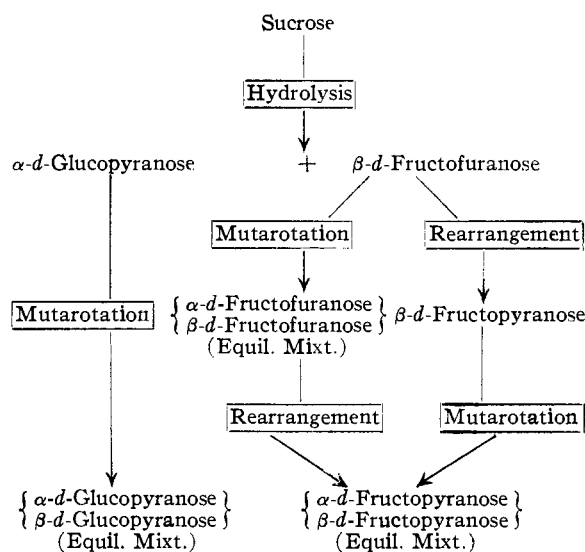 Sucrose
Hydrolysis
α-d-Glucopyranose + β-d-Fructofuranose
Mutarotation Rearrangement
{α-d-Fructofuranose
β-d-Fructofuranose} β-d-Fructopyranose
(Equil. Mixt.)
Mutarotation
Rearrangement Mutarotation
{α-d-Glucopyranose
β-d-Glucopyranose}
(Equil. Mixt.)
{α-d-Fructopyranose
β-d-Fructopyranose}
(Equil. Mixt.)